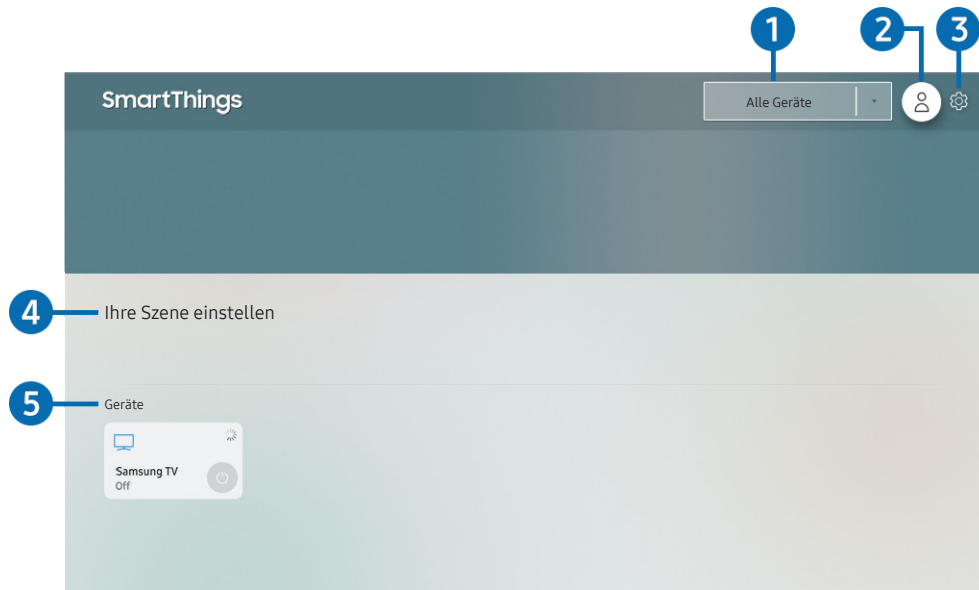 1 2 3
SmartThings
Alle Geräte
4 Ihre Szene einstellen
5 Geräte
Samsung TV
Off